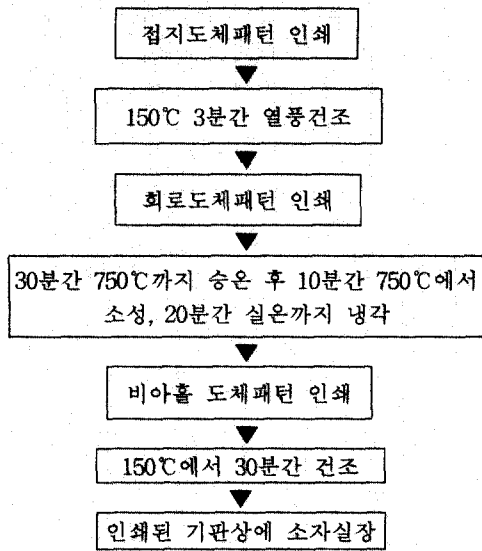 접지도체패턴 인쇄
150℃ 3분간 열풍건조
회로도체패턴 인쇄
30분간 750℃까지 승온 후 10분간 750℃에서
소성, 20분간 실온까지 냉각
비아홀 도체패턴 인쇄
150℃에서 30분간 건조
인쇄된 기판상에 소자실장